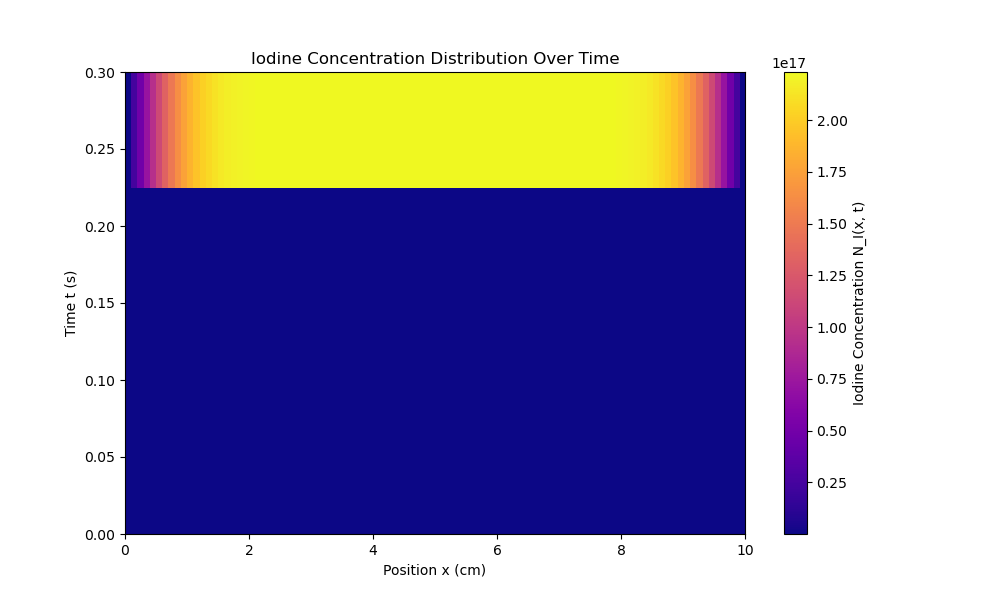 Iodine Concentration Distribution Over Time
1e17
0.30
0.25
0.20
0.15
0.10
0.05
0.00
Time t (s)
0 2 4 6 8 10
Position x (cm)
2.00
1.75
1.50
1.25
1.00
0.75
0.50
0.25
Iodine Concentration N_I(x, t)